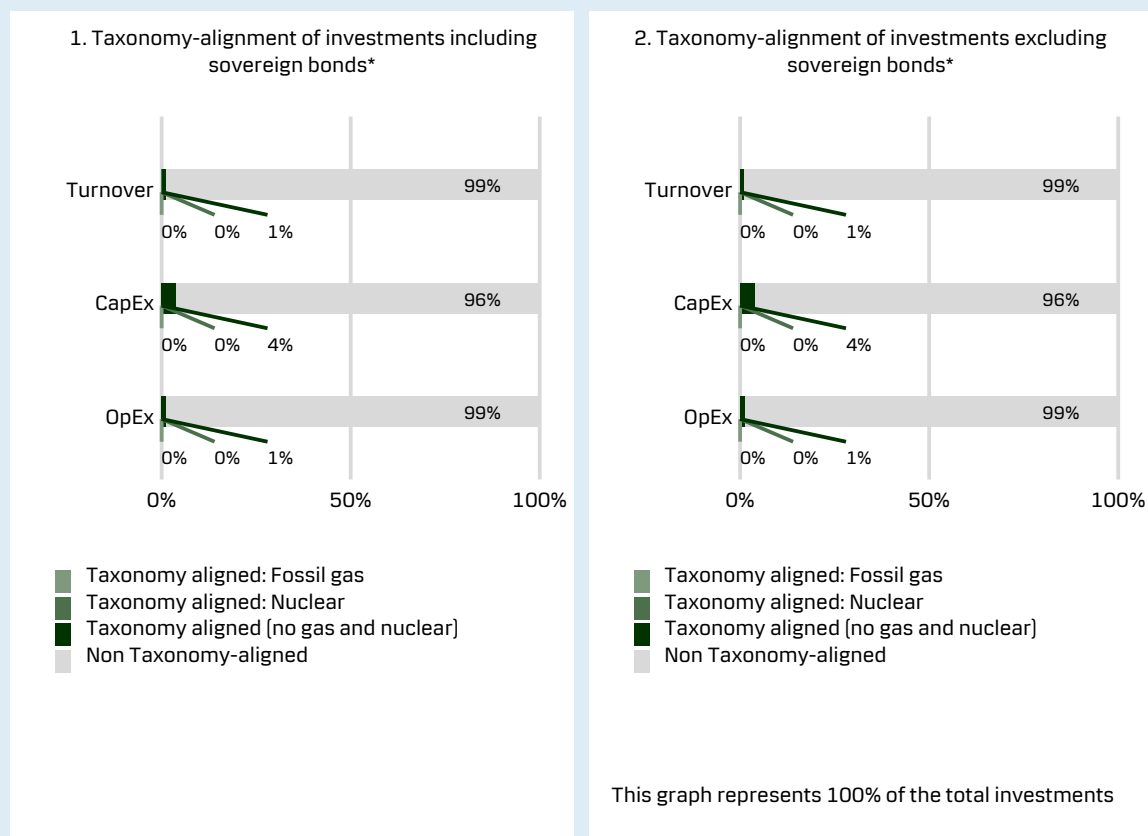 1. Taxonomy-alignment of investments including
sovereign bonds*
Turnover
99%
0% 0% 1%
CapEx
96%
0% 0% 4%
OpEx
99%
0% 0% 1%
0% 50% 100%
Taxonomy aligned: Fossil gas
Taxonomy aligned: Nuclear
Taxonomy aligned (no gas and nuclear)
Non Taxonomy-aligned
2. Taxonomy-alignment of investments excluding
sovereign bonds*
Turnover
99%
0% 0% 1%
CapEx
96%
0% 0% 4%
OpEx
99%
0% 0% 1%
0% 50% 100%
Taxonomy aligned: Fossil gas
Taxonomy aligned: Nuclear
Taxonomy aligned (no gas and nuclear)
Non Taxonomy-aligned
This graph represents 100% of the total investments